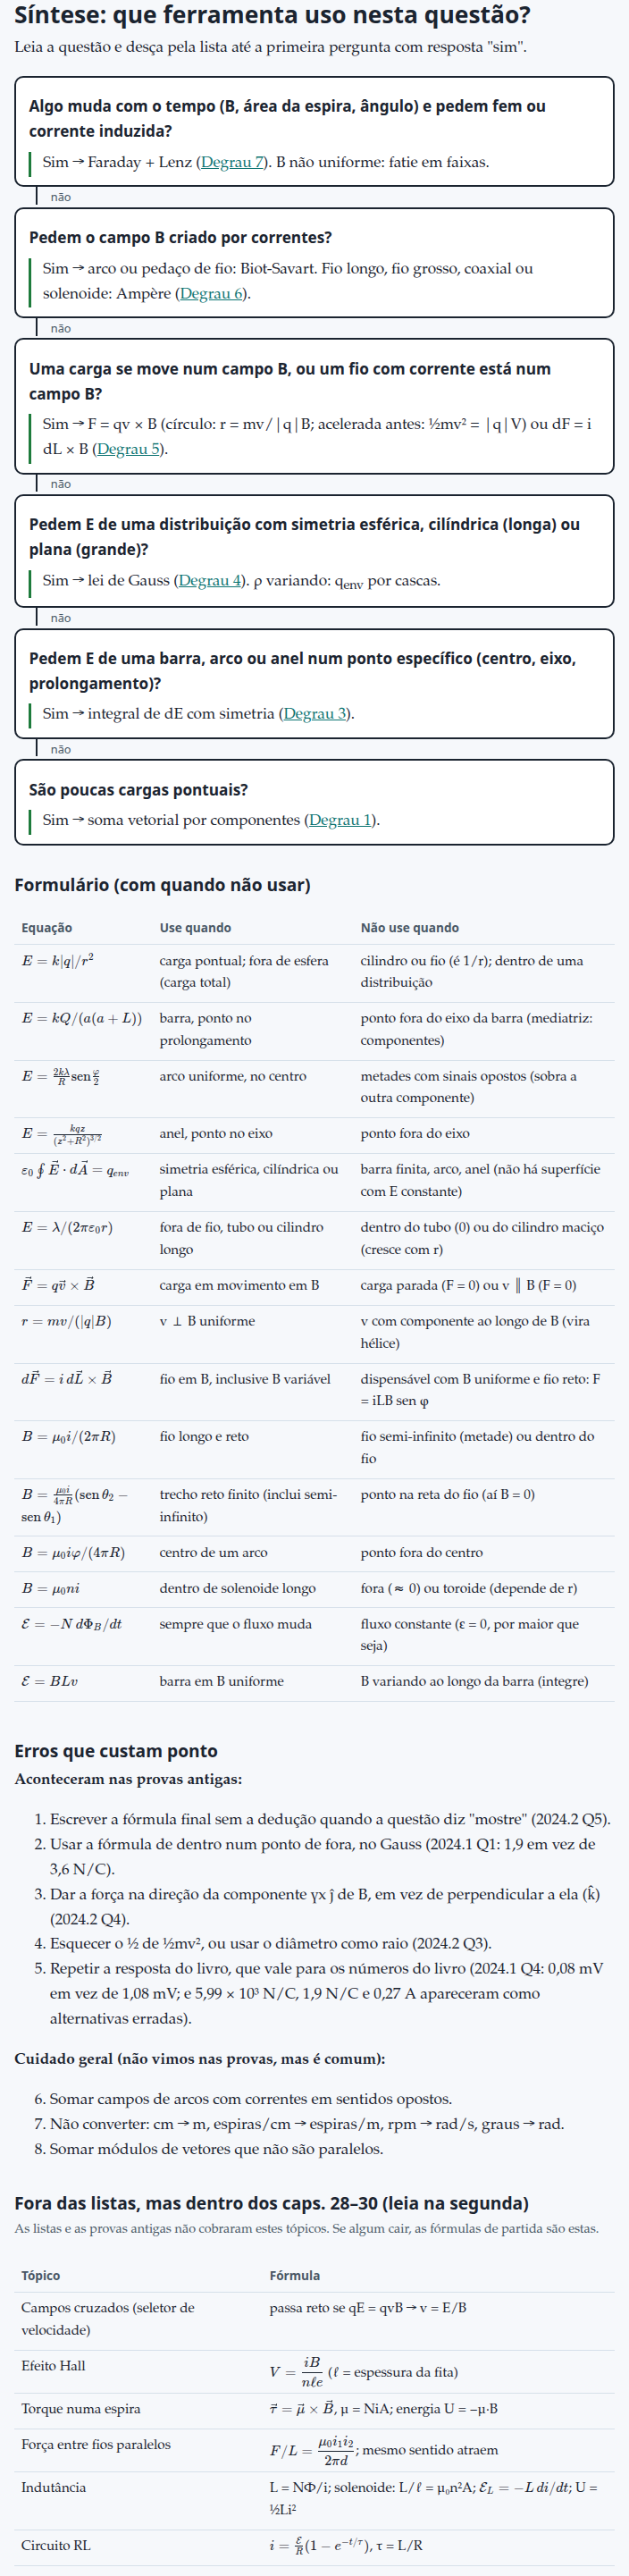 Síntese: que ferramenta uso nesta questão?
Leia a questão e desça pela lista até a primeira pergunta com resposta "sim".
Algo muda com o tempo (B, área da espira, ângulo) e pedem fem ou
corrente induzida?
Sim → Faraday + Lenz (Degrau 7). B não uniforme: fatie em faixas.
não
Pedem o campo B criado por correntes?
Sim → arco ou pedaço de fio: Biot-Savart. Fio longo, fio grosso, coaxial ou
solenoide: Ampère (Degrau 6).
não
Uma carga se move num campo B, ou um fio com corrente está num
campo B?
Sim → F = qv × B (círculo: r = mv/|q|B; acelerada antes: ½mv² = |q|V) ou dF = i
dL × B (Degrau 5).
não
Pedem E de uma distribuição com simetria esférica, cilíndrica (longa) ou
plana (grande)?
Sim → lei de Gauss (Degrau 4). ρ variando: q_env por cascas.
não
Pedem E de uma barra, arco ou anel num ponto específico (centro, eixo,
prolongamento)?
Sim → integral de dE com simetria (Degrau 3).
não
São poucas cargas pontuais?
Sim → soma vetorial por componentes (Degrau 1).
Formulário (com quando não usar)
Equação Use quando Não use quando
E = k|q|/r² carga pontual; fora de esfera (carga total) cilindro ou fio (é 1/r); dentro de uma distribuição
E = kQ/(a(a + L)) barra, ponto no prolongamento ponto fora do eixo da barra (mediatriz: componentes)
E = 2kλ/R sen φ/2 arco uniforme, no centro metades com sinais opostos (sobra a outra componente)
E = kqz/(z²+R²)^3/2 anel, ponto no eixo ponto fora do eixo
ε₀ ∮ E⃗ · dA⃗ = q_env simetria esférica, cilíndrica ou plana barra finita, arco, anel (não há superfície com E constante)
E = λ/(2πε₀r) fora de fio, tubo ou cilindro longo dentro do tubo (0) ou do cilindro maciço (cresce com r)
F⃗ = qv⃗ × B⃗ carga em movimento em B carga parada (F = 0) ou v ∥ B (F = 0)
r = mv/(|q|B) v ⊥ B uniforme v com componente ao longo de B (vira hélice)
dF⃗ = i dL⃗ × B⃗ fio em B, inclusive B variável dispensável com B uniforme e fio reto: F = iLB sen φ
B = μ₀i/(2πR) fio longo e reto fio semi-infinito (metade) ou dentro do fio
B = μ₀i/4πR (sen θ₂ − sen θ₁) trecho reto finito (inclui semi-infinito) ponto na reta do fio (aí B = 0)
B = μ₀iφ/(4πR) centro de um arco ponto fora do centro
B = μ₀ni dentro de solenoide longo fora (≈ 0) ou toroide (depende de r)
ℰ = −N dΦ_B/dt sempre que o fluxo muda fluxo constante (ε = 0, por maior que seja)
ℰ = BLv barra em B uniforme B variando ao longo da barra (integre)
Erros que custam ponto
Aconteceram nas provas antigas:
1. Escrever a fórmula final sem a dedução quando a questão diz "mostre" (2024.2 Q5).
2. Usar a fórmula de dentro num ponto de fora, no Gauss (2024.1 Q1: 1,9 em vez de
3,6 N/C).
3. Dar a força na direção da componente γx ĵ de B, em vez de perpendicular a ela (k̂)
(2024.2 Q4).
4. Esquecer o ½ de ½mv², ou usar o diâmetro como raio (2024.2 Q3).
5. Repetir a resposta do livro, que vale para os números do livro (2024.1 Q4: 0,08 mV
em vez de 1,08 mV; e 5,99 × 10³ N/C, 1,9 N/C e 0,27 A apareceram como
alternativas erradas).
Cuidado geral (não vimos nas provas, mas é comum):
6. Somar campos de arcos com correntes em sentidos opostos.
7. Não converter: cm → m, espiras/cm → espiras/m, rpm → rad/s, graus → rad.
8. Somar módulos de vetores que não são paralelos.
Fora das listas, mas dentro dos caps. 28–30 (leia na segunda)
As listas e as provas antigas não cobraram estes tópicos. Se algum cair, as fórmulas de partida são estas.
Tópico Fórmula
Campos cruzados (seletor de velocidade) passa reto se qE = qvB → v = E/B
Efeito Hall V = iB/nℓe (ℓ = espessura da fita)
Torque numa espira τ⃗ = μ⃗ × B⃗, μ = NiA; energia U = −μ·B
Força entre fios paralelos F/L = μ₀i₁i₂/2πd; mesmo sentido atraem
Indutância L = NΦ/i; solenoide: L/ℓ = μ₀n²A; ℰ_L = −L di/dt; U = ½Li²
Circuito RL i = ℰ/R (1 − e^−t/τ), τ = L/R